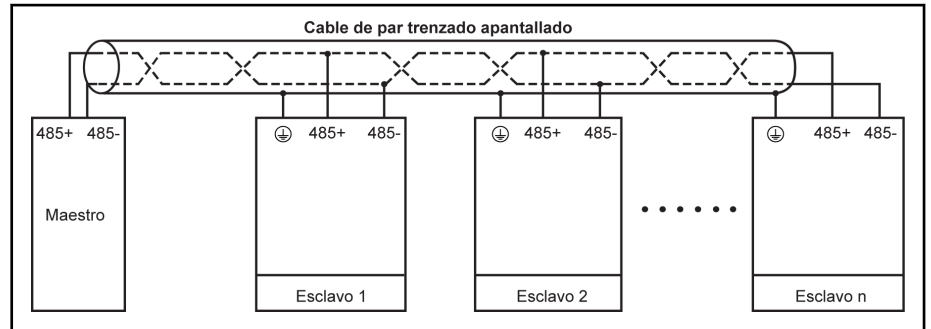 Cable de par trenzado apantallado
485+ 485- 485+ 485- 485+ 485- 485+ 485-
Maestro
Esclavo 1 Esclavo 2 Esclavo n